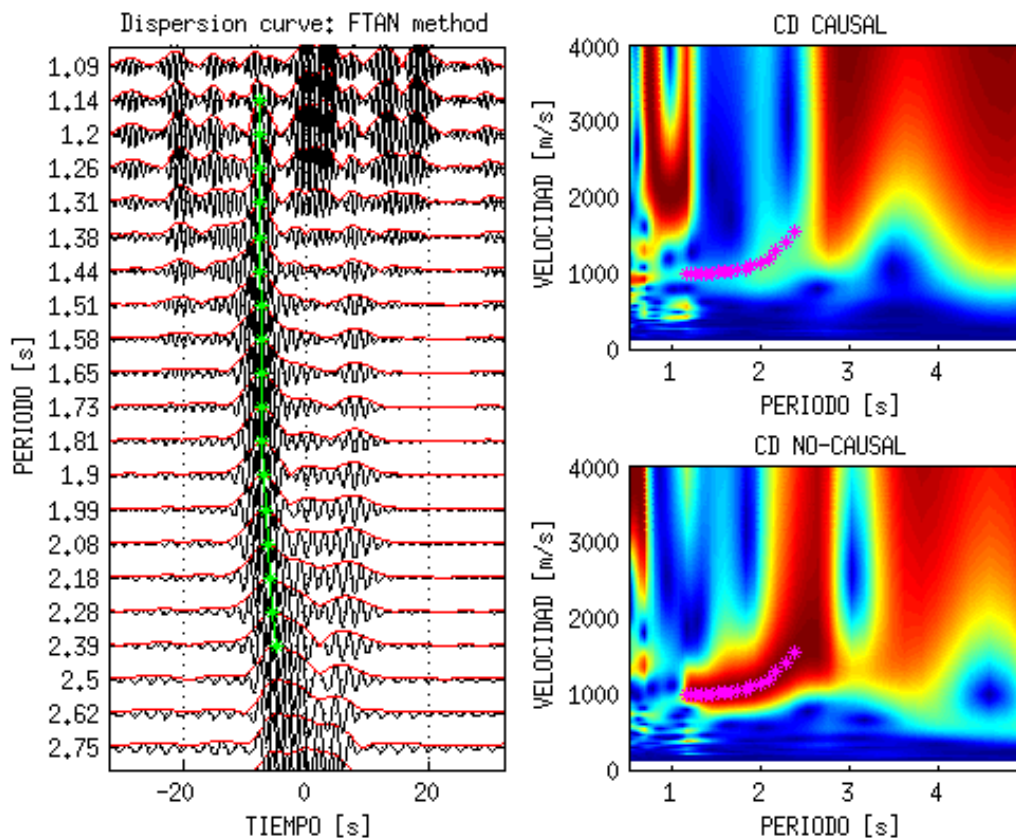 Dispersion curve: FTAN method
PERIODO [s]
1.09
1.14
1.2
1.26
1.31
1.38
1.44
1.51
1.58
1.65
1.73
1.81
1.9
1.99
2.08
2.18
2.28
2.39
2.5
2.62
2.75
-20 0 20
TIEMPO [s]
CD CAUSAL
VELOCIDAD [m/s]
4000
3000
2000
1000
0
1 2 3 4
PERIODO [s]
CD NO-CAUSAL
VELOCIDAD [m/s]
4000
3000
2000
1000
0
1 2 3 4
PERIODO [s]